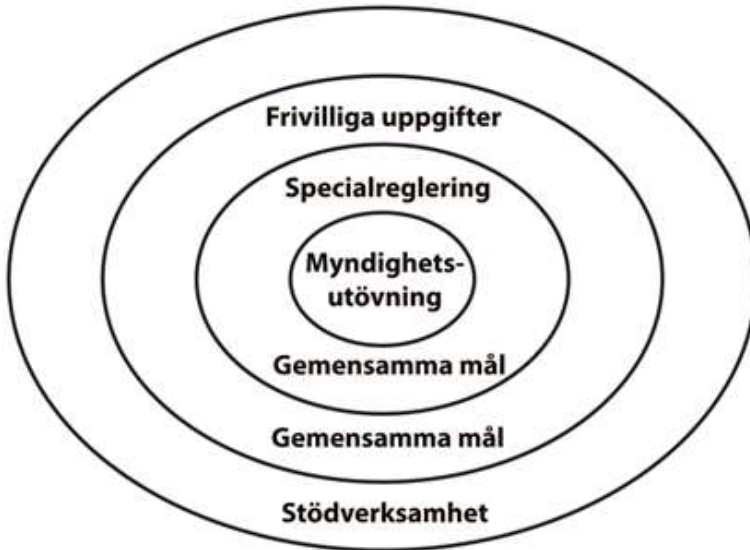 Frivilliga uppgifter
Specialreglering
Myndighets-
utövning
Gemensamma mål
Gemensamma mål
Stödverksamhet